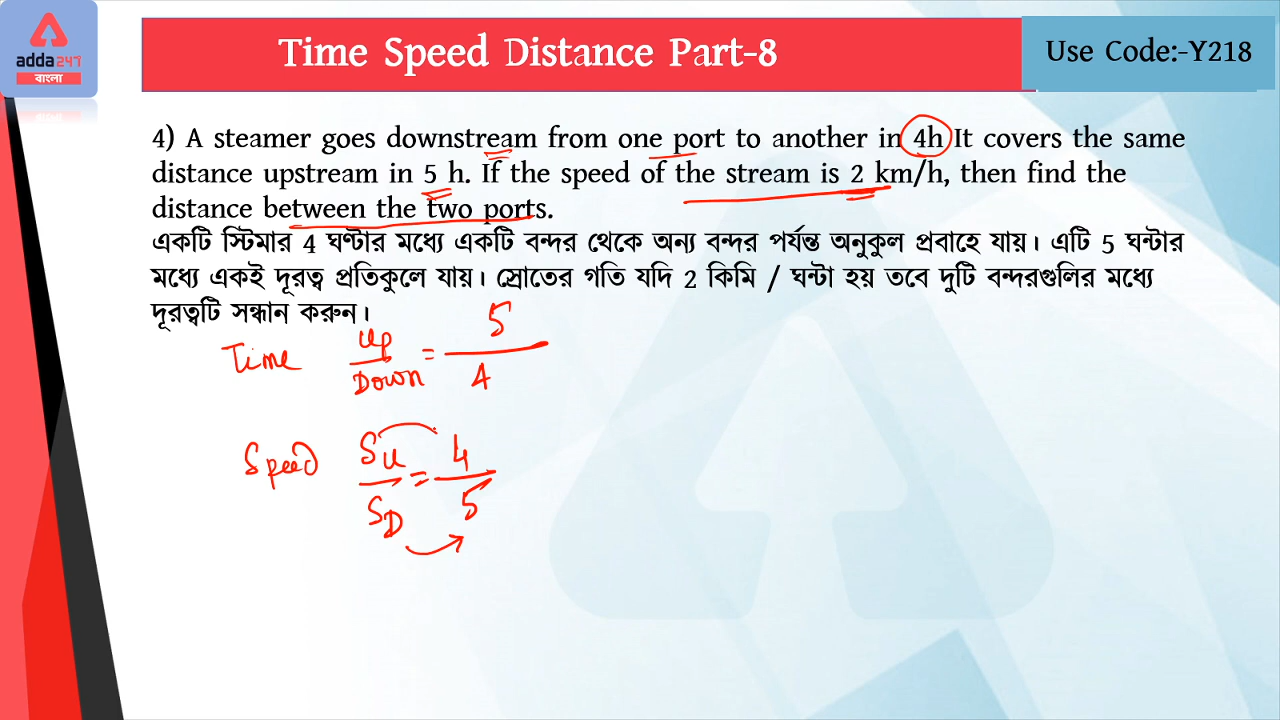 adda247
বাংলা
Time Speed Distance Part-8
Use Code:-Y218
4) A steamer goes downstream from one port to another in 4h It covers the same
distance upstream in 5 h. If the speed of the stream is 2 km/h, then find the
distance between the two ports.
একটি স্টিমার 4 ঘণ্টার মধ্যে একটি বন্দর থেকে অন্য বন্দর পর্যন্ত অনুকুল প্রবাহে যায়। এটি 5 ঘন্টার
মধ্যে একই দূরত্ব প্রতিকুলে যায়। স্রোতের গতি যদি 2 কিমি / ঘন্টা হয় তবে দুটি বন্দরগুলির মধ্যে
দূরত্বটি সন্ধান করুন।
Time Up/Down = 5/4
Speed SU/SD = 4/5